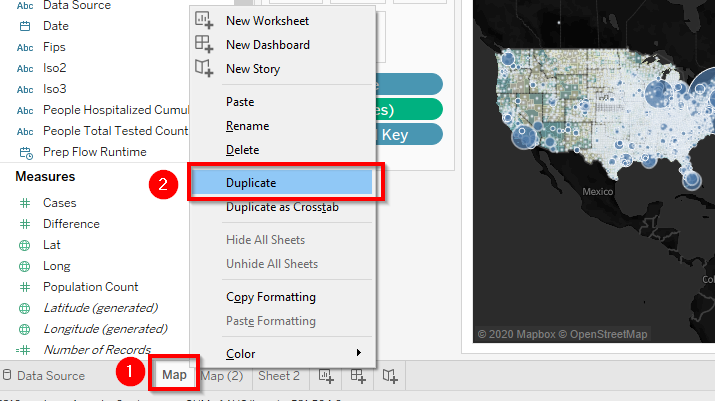 Abc Data Source
Date
Abc Fips
Abc Iso2
Abc Iso3
Abc People Hospitalized Cumul
Abc People Total Tested Count
Prep Flow Runtime
Measures
# Cases
# Difference
Lat
Long
# Population Count
Latitude (generated)
Longitude (generated)
=# Number of Records
New Worksheet
New Dashboard
New Story
Paste
Rename
Delete
2
Duplicate
Duplicate as Crosstab
Hide All Sheets
Unhide All Sheets
Copy Formatting
Paste Formatting
Color
es)
Key
Mexico
© 2020 Mapbox © OpenStreetMap
1
Data Source
Map
Map (2)
Sheet 2